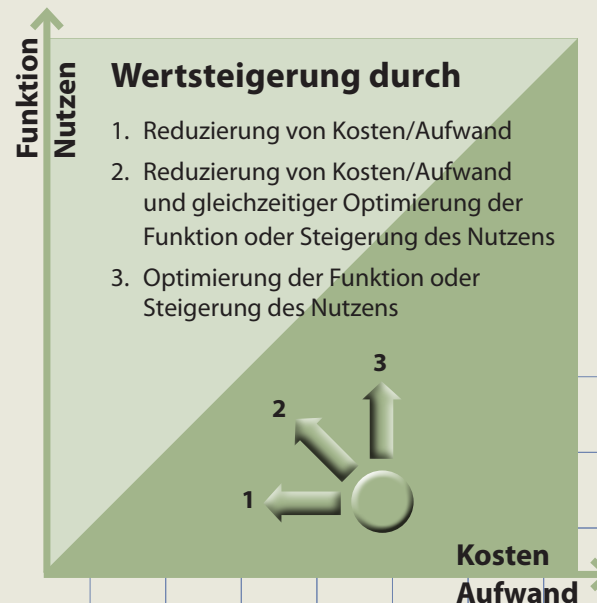 Funktion
Nutzen
Wertsteigerung durch
1. Reduzierung von Kosten/Aufwand
2. Reduzierung von Kosten/Aufwand
und gleichzeitiger Optimierung der
Funktion oder Steigerung des Nutzens
3. Optimierung der Funktion oder
Steigerung des Nutzens
3
2
1
Kosten
Aufwand